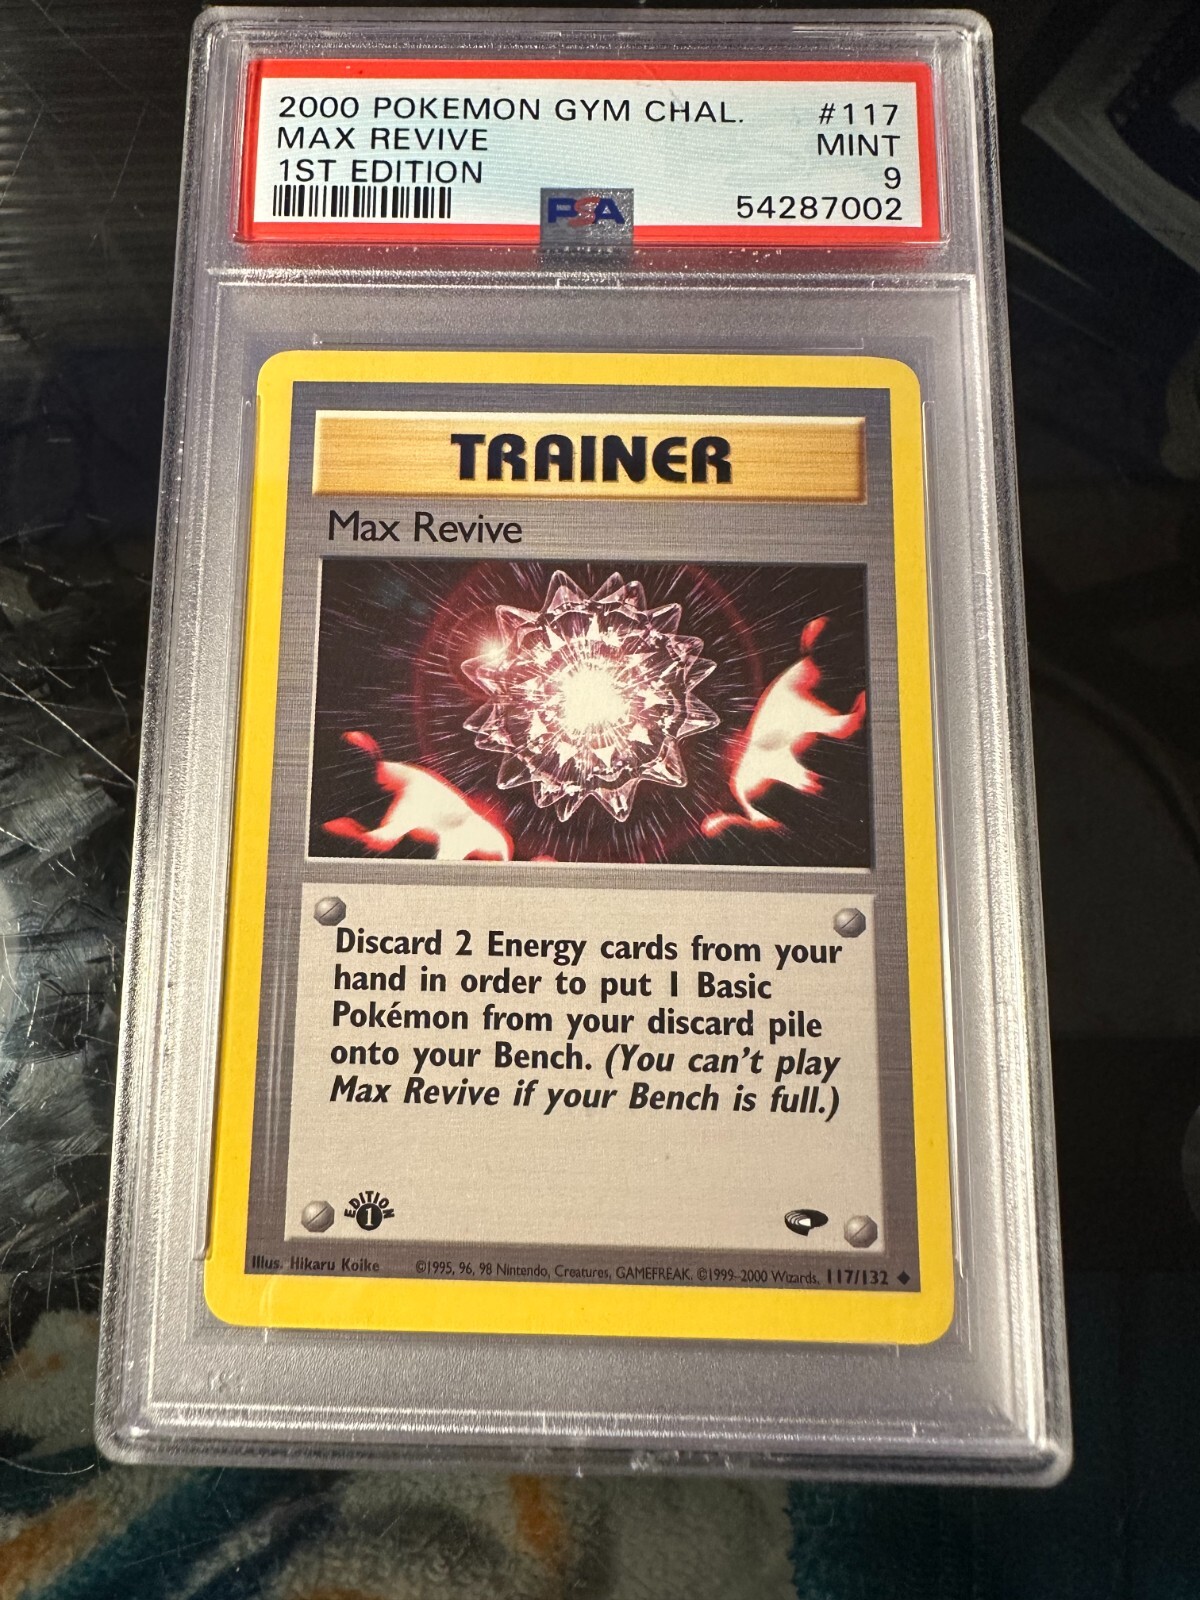 2000 POKEMON GYM CHAL. #117
MAX REVIVE MINT
1ST EDITION 9
PSA 54287002
TRAINER
Max Revive
Discard 2 Energy cards from your
hand in order to put 1 Basic
Pokémon from your discard pile
onto your Bench. (You can't play
Max Revive if your Bench is full.)
EDITION
1
Illus. Hikaru Koike ©1995, 96, 98 Nintendo, Creatures, GAMEFREAK. ©1999-2000 Wizards. 117/132